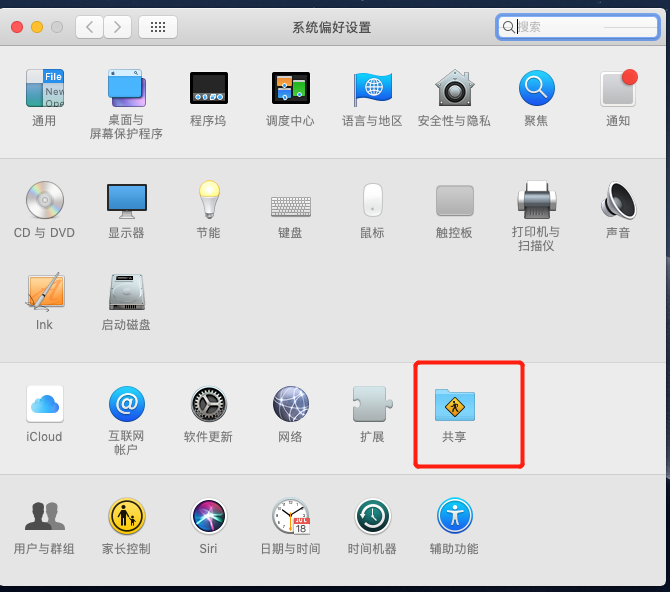 系统偏好设置
搜索
File
New
Ope
通用
桌面与
屏幕保护程序
程序坞
调度中心
语言与地区
安全性与隐私
聚焦
通知
CD 与 DVD
显示器
节能
键盘
鼠标
触控板
打印机与
扫描仪
声音
Ink
启动磁盘
iCloud
@
互联网
帐户
软件更新
网络
扩展
共享
用户与群组
家长控制
Siri
JUL
18
日期与时间
时间机器
辅助功能